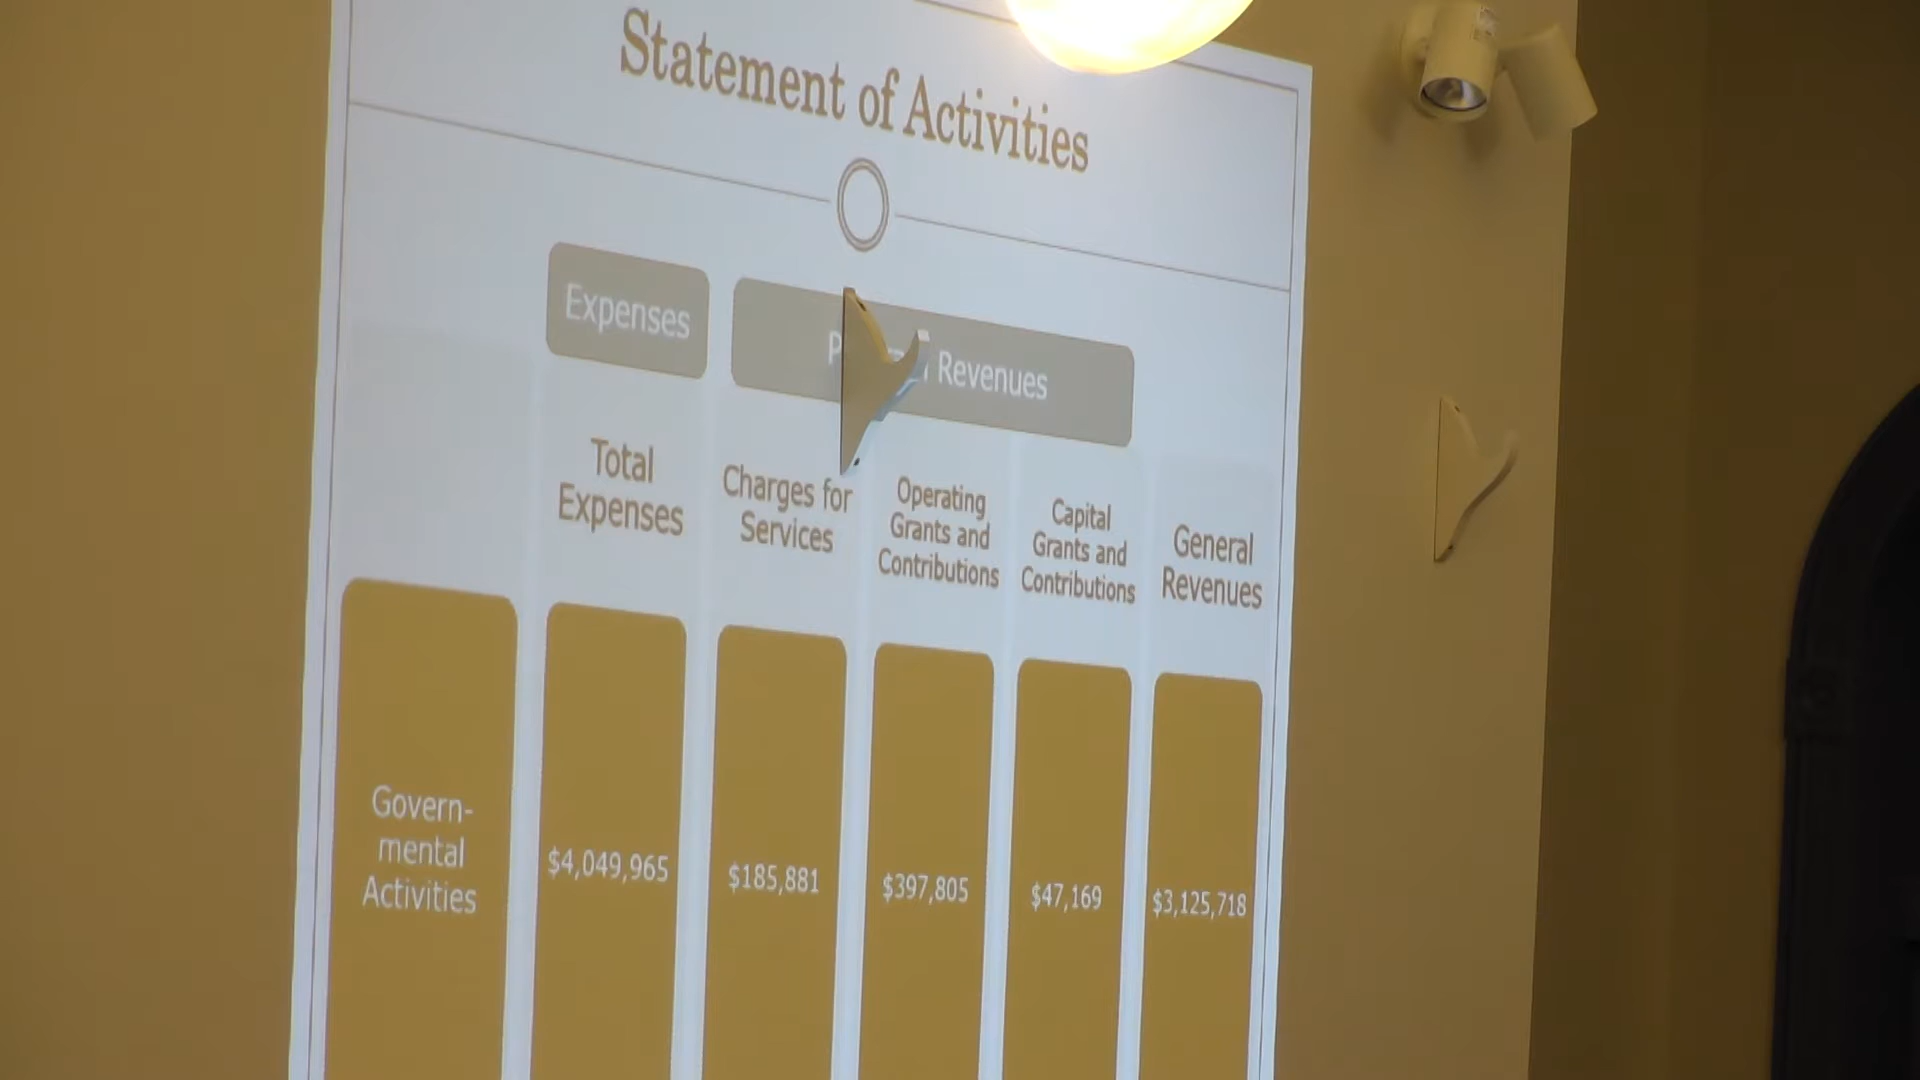 Statement of Activities
Expenses
Revenues
Total
Expenses
Charges for
Services
Operating
Grants and
Contributions
Capital
Grants and
Contributions
General
Revenues
Govern-
mental
Activities
$4,049,965
$185,881
$397,805
$47,169
$3,125,718